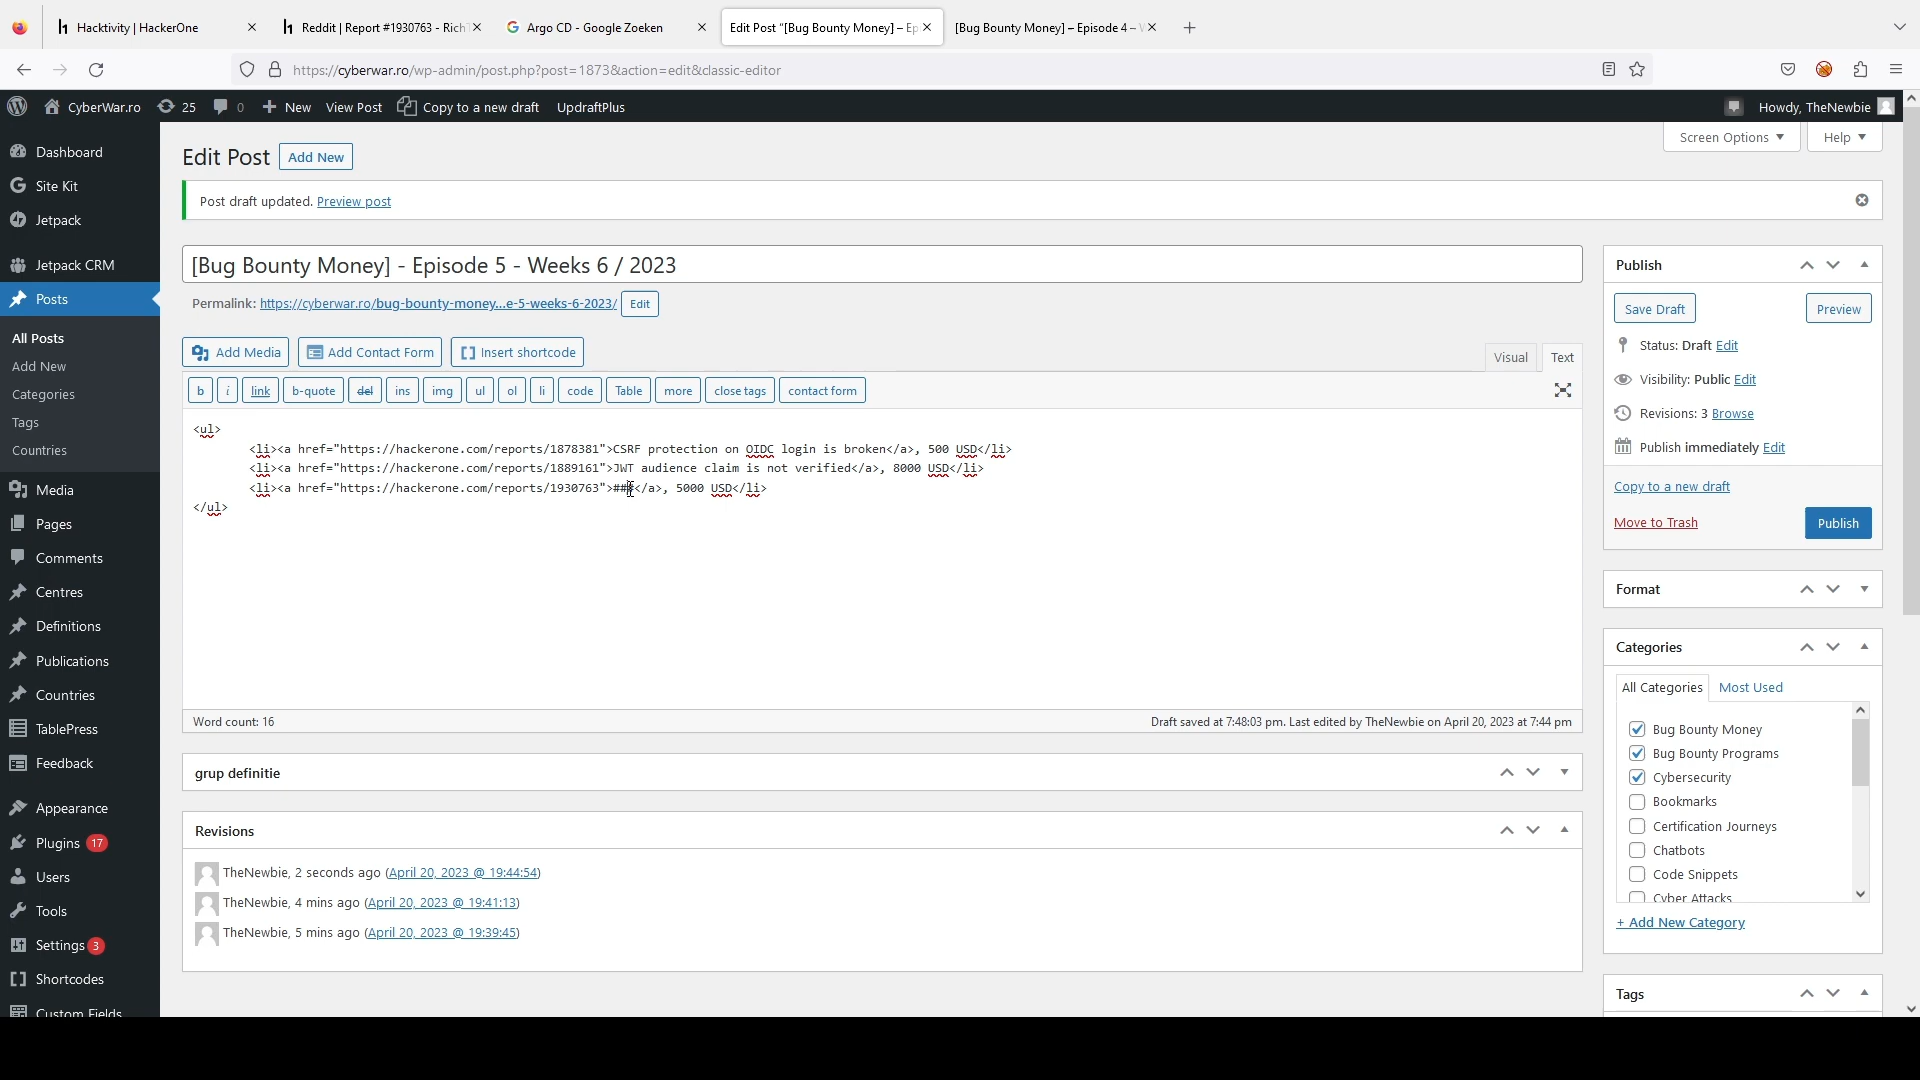 Hacktivity | HackerOne
Reddit | Report #1930763 - Rich
Argo CD - Google Zoeken
Edit Post "[Bug Bounty Money] – Ep
[Bug Bounty Money] – Episode 4 –
https://cyberwar.ro/wp-admin/post.php?post=1873&action=edit&classic-editor
CyberWar.ro 25 0 New View Post Copy to a new draft UpdraftPlus Howdy, TheNewbie
Screen Options Help
Dashboard
Site Kit
Jetpack
Jetpack CRM
Posts
All Posts
Add New
Categories
Tags
Countries
Media
Pages
Comments
Centres
Definitions
Publications
Countries
TablePress
Feedback
Appearance
Plugins 17
Users
Tools
Settings 3
Shortcodes
Custom Fields
Edit Post Add New
Post draft updated. Preview post
[Bug Bounty Money] - Episode 5 - Weeks 6 / 2023
Permalink: https://cyberwar.ro/bug-bounty-money...e-5-weeks-6-2023/ Edit
Add Media Add Contact Form [ ] Insert shortcode
Visual Text
b i link b-quote del ins img ul ol li code Table more close tags contact form
<ul>
<li><a href="https://hackerone.com/reports/1878381">CSRF protection on OIDC login is broken</a>, 500 USD</li>
<li><a href="https://hackerone.com/reports/1889161">JWT audience claim is not verified</a>, 8000 USD</li>
<li><a href="https://hackerone.com/reports/1930763">###</a>, 5000 USD</li>
</ul>
Word count: 16
Draft saved at 7:48:03 pm. Last edited by TheNewbie on April 20, 2023 at 7:44 pm
grup definitie
Revisions
TheNewbie, 2 seconds ago (April 20, 2023 @ 19:44:54)
TheNewbie, 4 mins ago (April 20, 2023 @ 19:41:13)
TheNewbie, 5 mins ago (April 20, 2023 @ 19:39:45)
Publish
Save Draft Preview
Status: Draft Edit
Visibility: Public Edit
Revisions: 3 Browse
Publish immediately Edit
Copy to a new draft
Move to Trash Publish
Format
Categories
All Categories Most Used
Bug Bounty Money
Bug Bounty Programs
Cybersecurity
Bookmarks
Certification Journeys
Chatbots
Code Snippets
Cyber Attacks
+ Add New Category
Tags